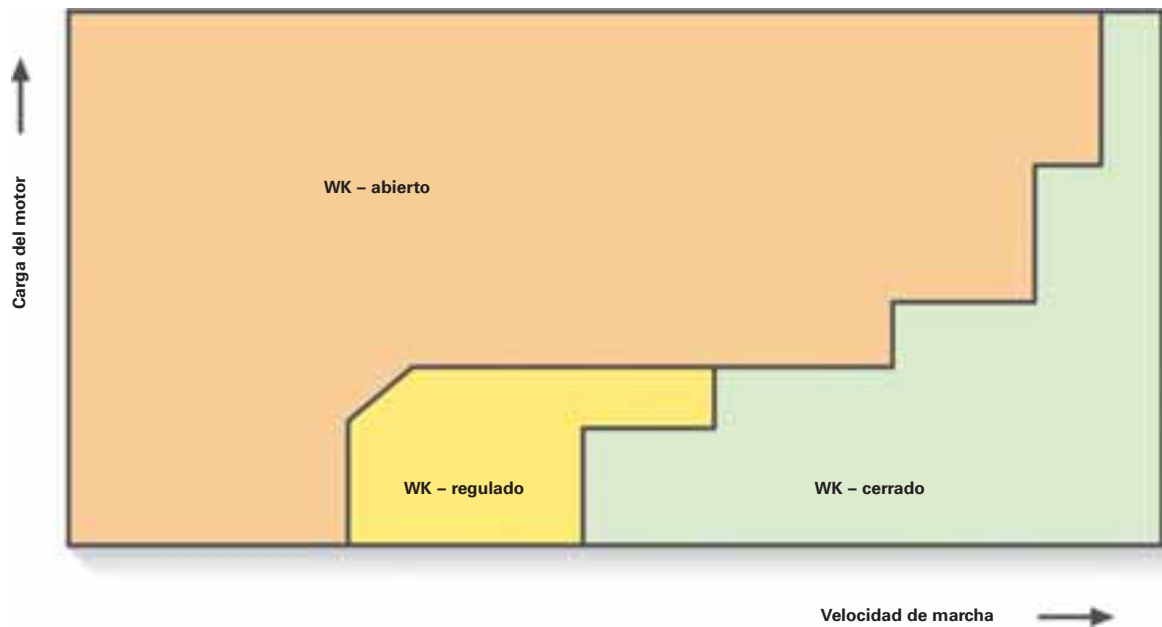 Carga del motor
WK – abierto
WK – regulado
WK – cerrado
Velocidad de marcha